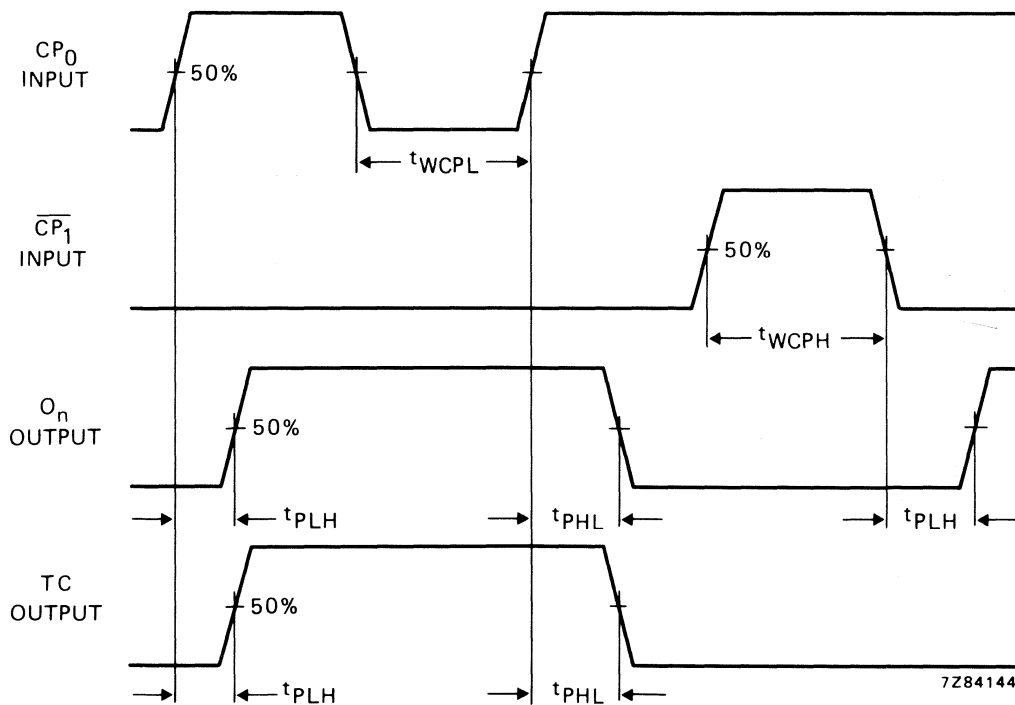 CP0
INPUT
50%
tWCPL
CP1
INPUT
50%
tWCPH
On
OUTPUT
50%
tPLH
tPHL
tPLH
TC
OUTPUT
50%
tPLH
tPHL
7Z84144